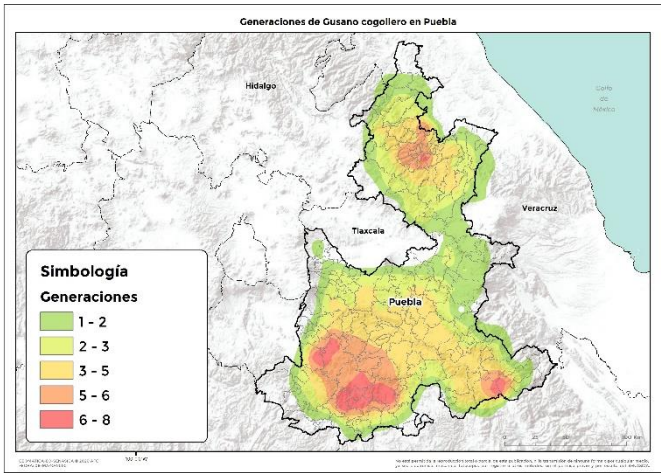 Generaciones de Gusano cogollero en Puebla
Hidalgo
Golfo
de
México
Veracruz
Tlaxcala
Puebla
Simbología
Generaciones
1 - 2
2 - 3
3 - 5
5 - 6
6 - 8